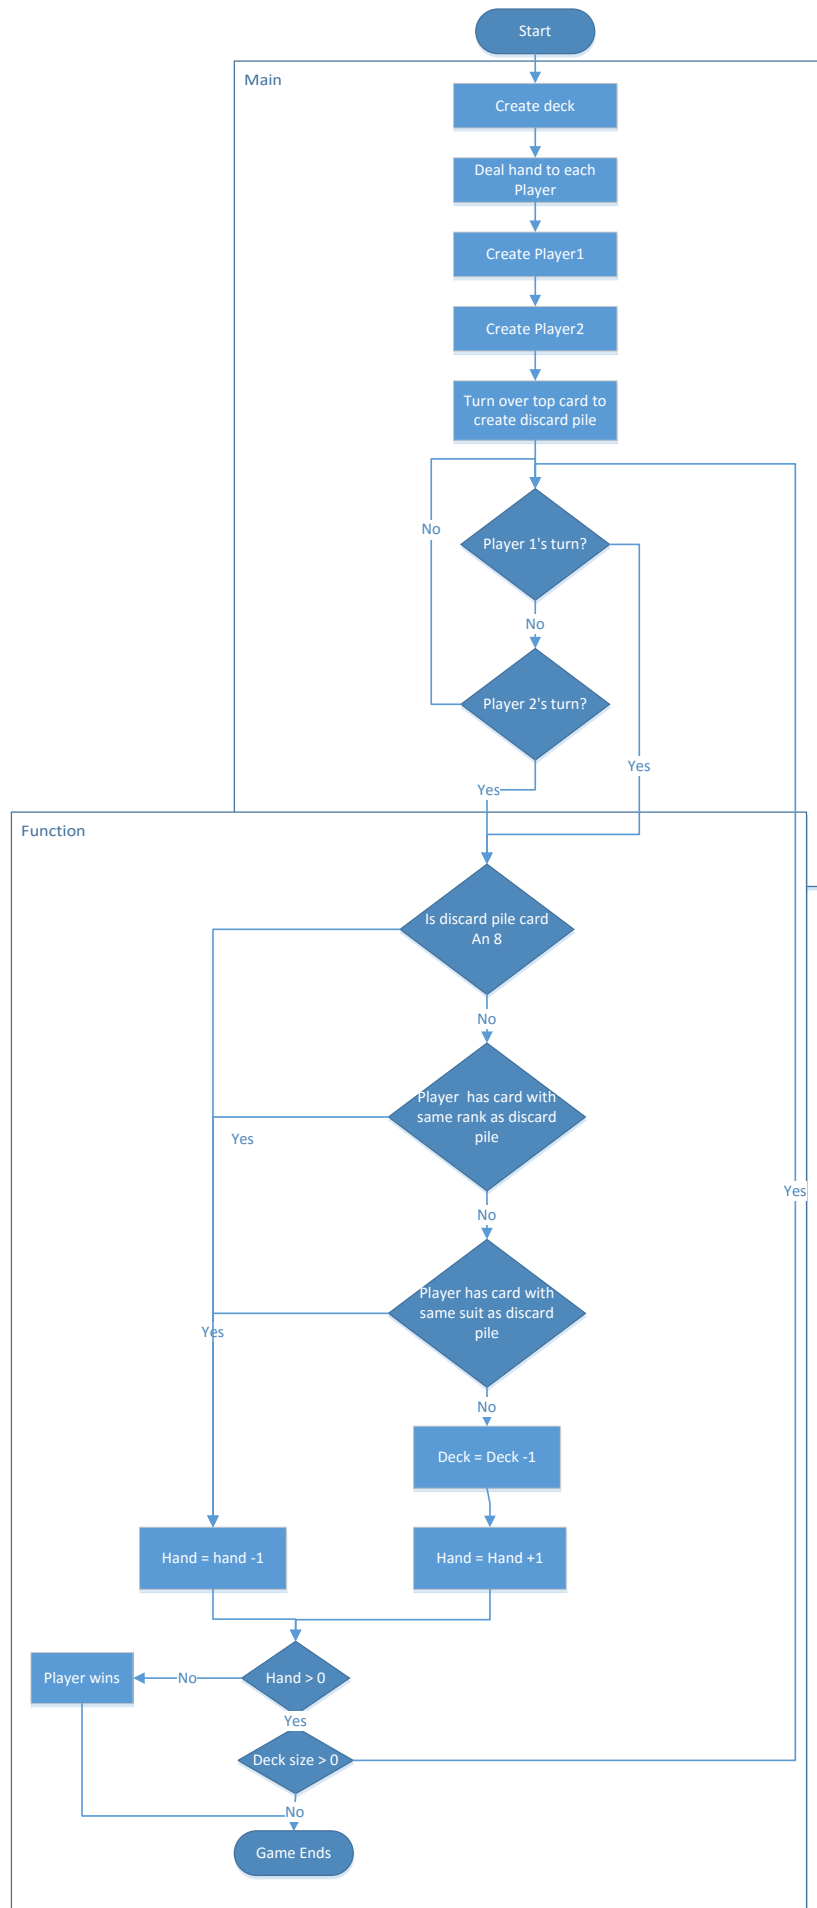 Start
Main
Create deck
Deal hand to each
Player
Create Player1
Create Player2
Turn over top card to
create discard pile
No
Player 1's turn?
No
Player 2's turn?
Yes
Yes
Function
Is discard pile card
An 8
No
Player  has card with
same rank as discard
pile
Yes
Yes
No
Player has card with
same suit as discard
pile
Yes
No
Deck = Deck -1
Hand = hand -1
Hand = Hand +1
Player wins
No
Hand > 0
Yes
Deck size > 0
No
Game Ends